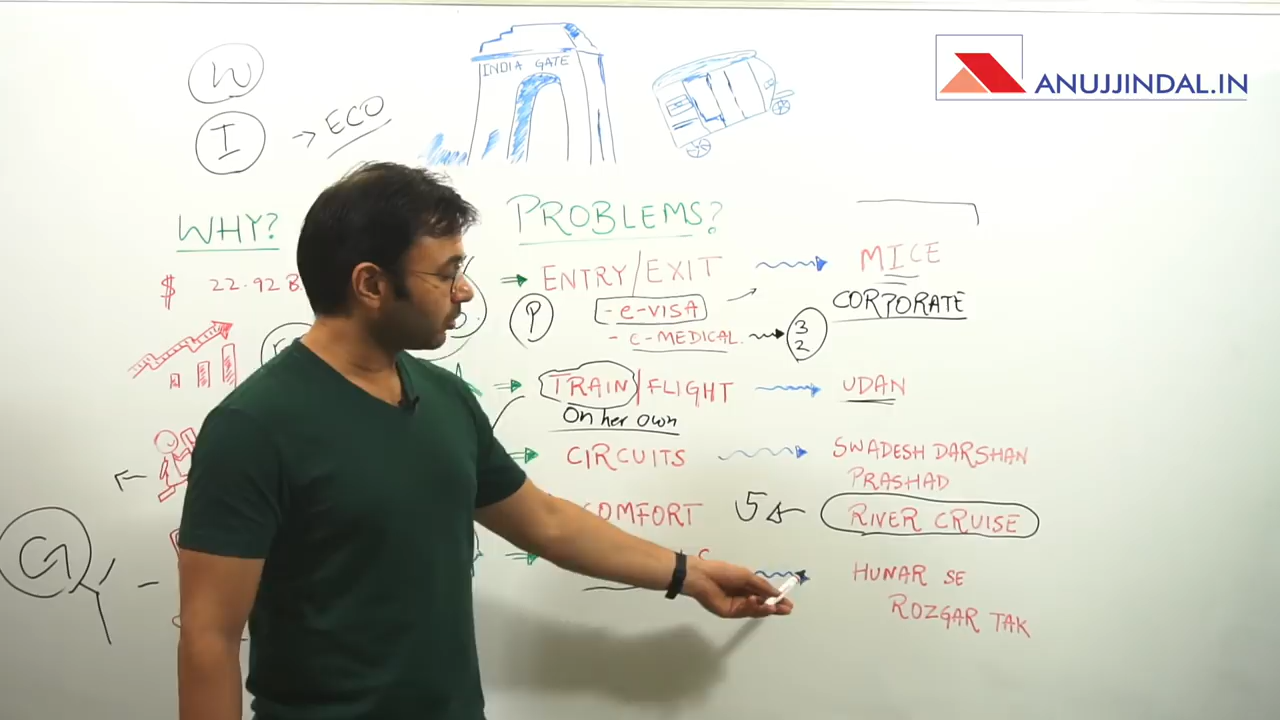 W
I → ECO
INDIA GATE
ANUJJINDAL.IN
WHY?
$ 22.92 B
PROBLEMS?
ENTRY/EXIT
- e-VISA
P
- C-MEDICAL.
3
2
MICE
CORPORATE
TRAIN/FLIGHT
On her own
UDAN
CIRCUITS
SWADESH DARSHAN
PRASHAD
COMFORT
5
RIVER CRUISE
HUNAR SE
ROZGAR TAK
G